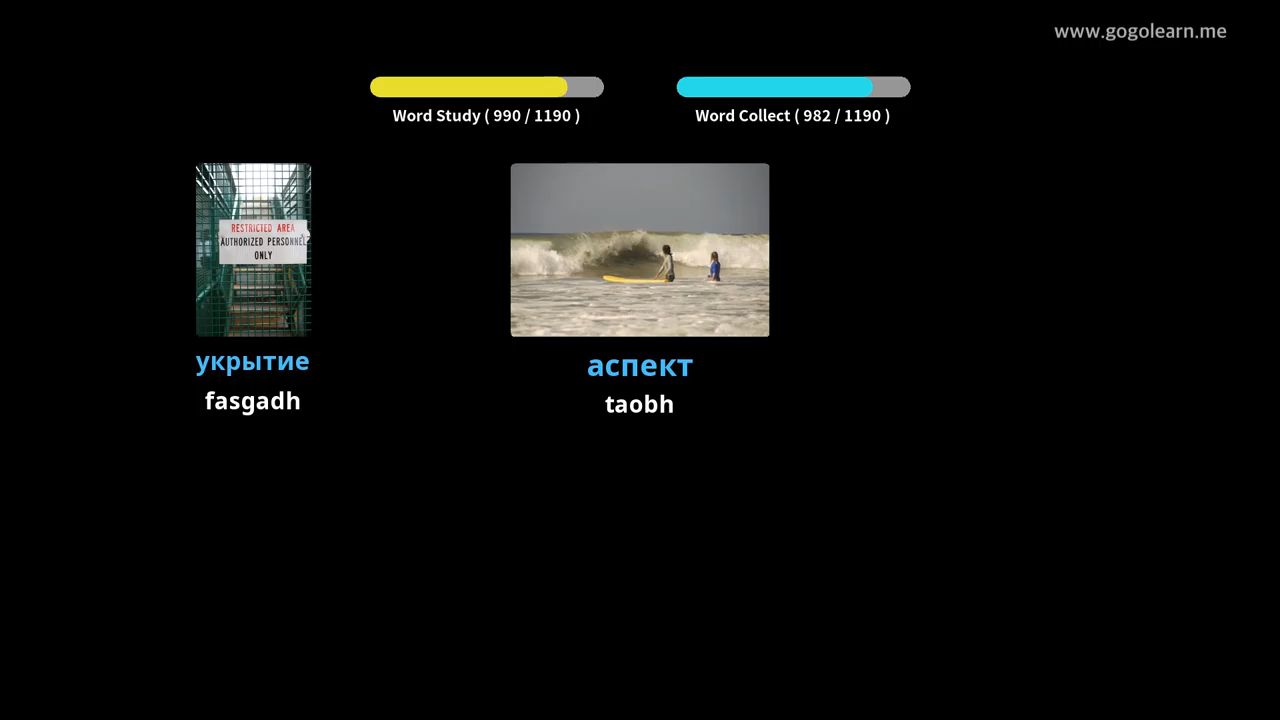 www.gogolearn.me
Word Study ( 990 / 1190 )
Word Collect ( 982 / 1190 )
RESTRICTED AREA
AUTHORIZED PERSONNEL
ONLY
укрытие
fasgadh
аспект
taobh